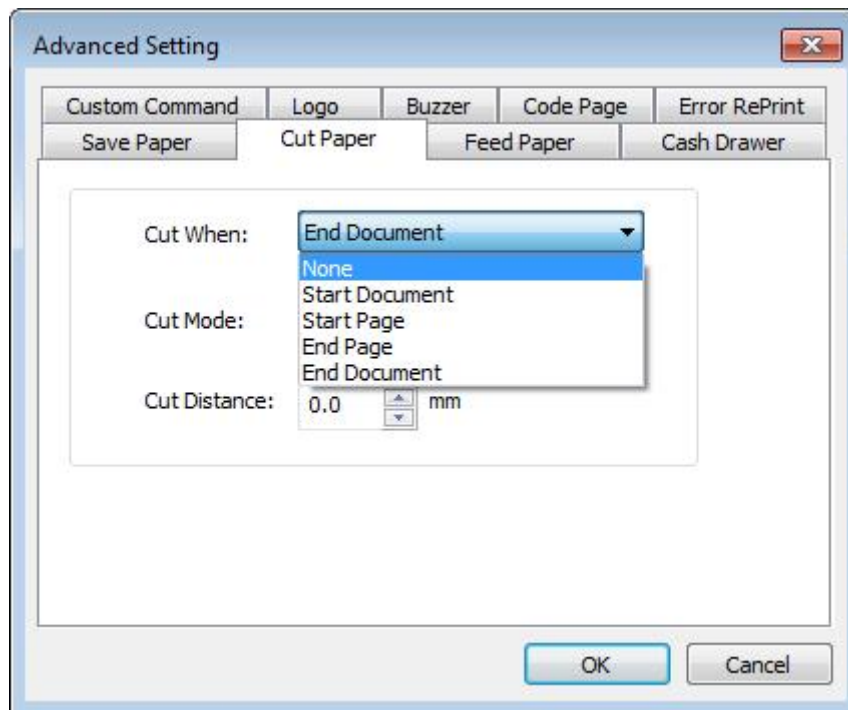 Advanced Setting
Custom Command Logo Buzzer Code Page Error RePrint
Save Paper Cut Paper Feed Paper Cash Drawer
Cut When: End Document
None
Start Document
Cut Mode: Start Page
End Page
End Document
Cut Distance: 0.0 mm
OK Cancel